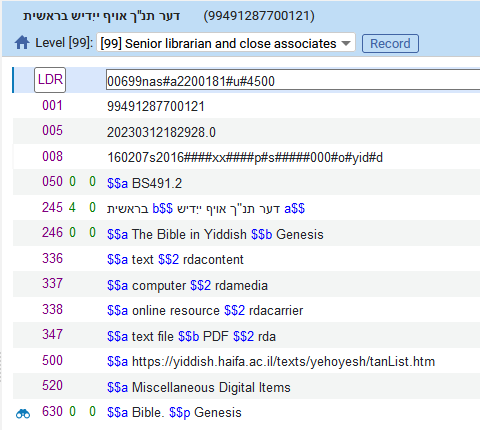 דער תנ"ך אויף ייִדיש בראשית (99491287700121)
Level [99]: [99] Senior librarian and close associates Record
LDR 00699nas#a2200181#u#4500
001 99491287700121
005 20230312182928.0
008 160207s2016####xx####p#s#####000#o#yid#d
050 0 0 $$a BS491.2
245 4 0 $$a דער תנ"ך אויף ייִדיש $$b בראשית
246 0 0 $$a The Bible in Yiddish $$b Genesis
336 $$a text $$2 rdacontent
337 $$a computer $$2 rdamedia
338 $$a online resource $$2 rdacarrier
347 $$a text file $$b PDF $$2 rda
500 $$a https://yiddish.haifa.ac.il/texts/yehoyesh/tanList.htm
520 $$a Miscellaneous Digital Items
630 0 0 $$a Bible. $$p Genesis